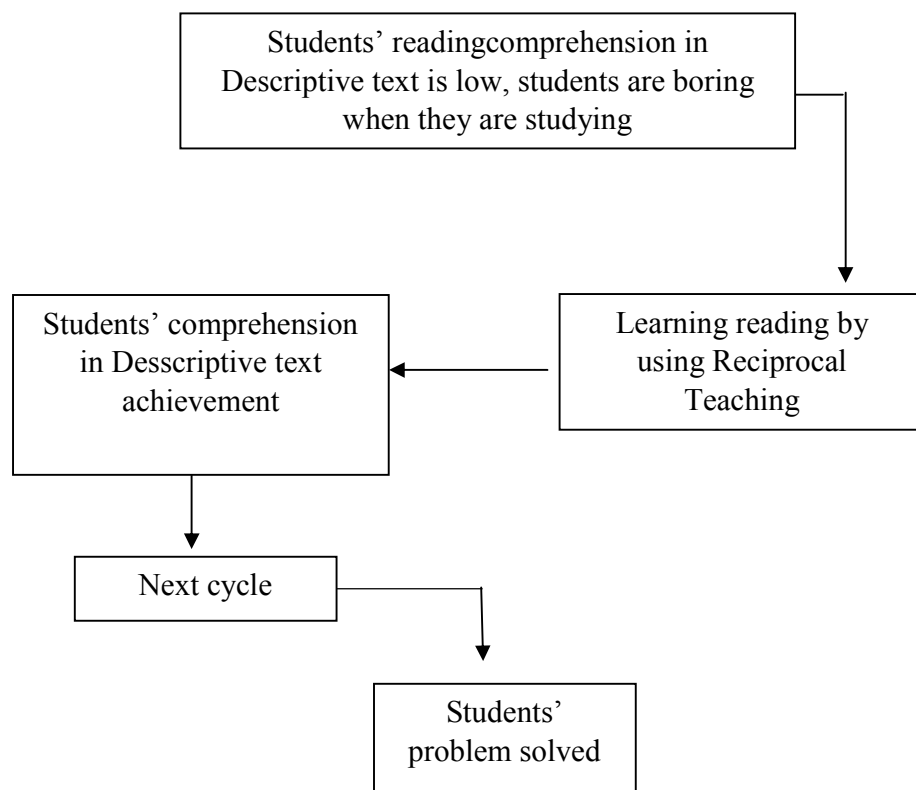 Students’ readingcomprehension in
Descriptive text is low, students are boring
when they are studying
Learning reading by
using Reciprocal
Teaching
Students’ comprehension
in Desscriptive text
achievement
Next cycle
Students’
problem solved